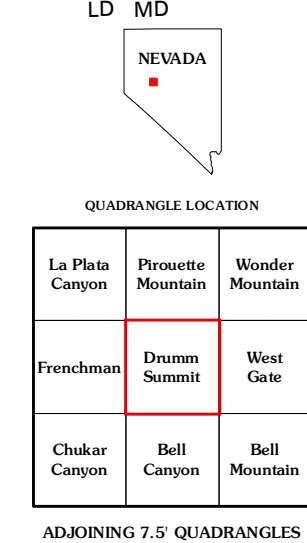 LD MD
NEVADA
QUADRANGLE LOCATION
La Plata Canyon
Pirouette Mountain
Wonder Mountain
Frenchman
Drumm Summit
West Gate
Chukar Canyon
Bell Canyon
Bell Mountain
ADJOINING 7.5' QUADRANGLES